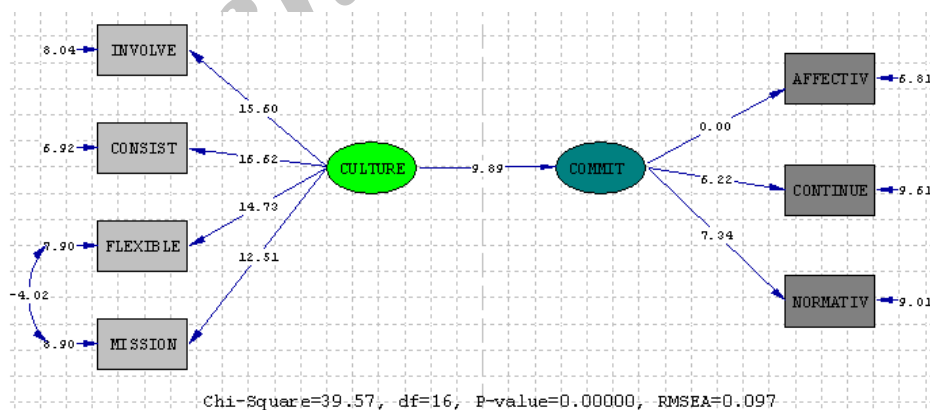 8.04 INVOLVE
15.60
6.92 CONSIST
16.62
CULTURE
14.73
7.90 FLEXIBLE
12.51
-4.02
8.90 MISSION
9.89
COMMIT
AFFECTIV 6.81
0.00
CONTINUE 9.61
6.22
7.34
NORMATIV 9.01
Chi-Square=39.57, df=16, P-value=0.00000, RMSEA=0.097